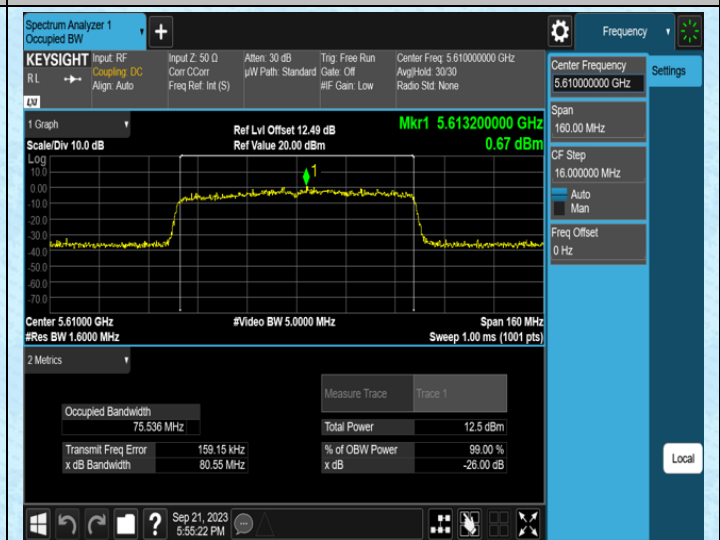 Spectrum Analyzer 1
Occupied BW
Frequency
KEYSIGHT
Input: RF
Coupling: DC
Align: Auto
R L
LXI
Input Z: 50 Ω
Corr CCorr
Freq Ref: Int (S)
Atten: 30 dB
µW Path: Standard
Trig: Free Run
Gate: Off
#IF Gain: Low
Center Freq: 5.610000000 GHz
Avg|Hold: 30/30
Radio Std: None
Center Frequency
5.610000000 GHz
Settings
Span
160.00 MHz
CF Step
16.000000 MHz
Auto
Man
Freq Offset
0 Hz
Local
1 Graph
Scale/Div 10.0 dB
Ref Lvl Offset 12.49 dB
Ref Value 20.00 dBm
Mkr1 5.613200000 GHz
0.67 dBm
Log
10.0
0.00
-10.0
-20.0
-30.0
-40.0
-50.0
-60.0
-70.0
1
Center 5.61000 GHz
#Res BW 1.6000 MHz
#Video BW 5.0000 MHz
Span 160 MHz
Sweep 1.00 ms (1001 pts)
2 Metrics
Measure Trace
Trace 1
Occupied Bandwidth
75.536 MHz
Total Power
12.5 dBm
Transmit Freq Error
159.15 kHz
% of OBW Power
99.00 %
x dB Bandwidth
80.55 MHz
x dB
-26.00 dB
?
Sep 21, 2023
5:55:22 PM